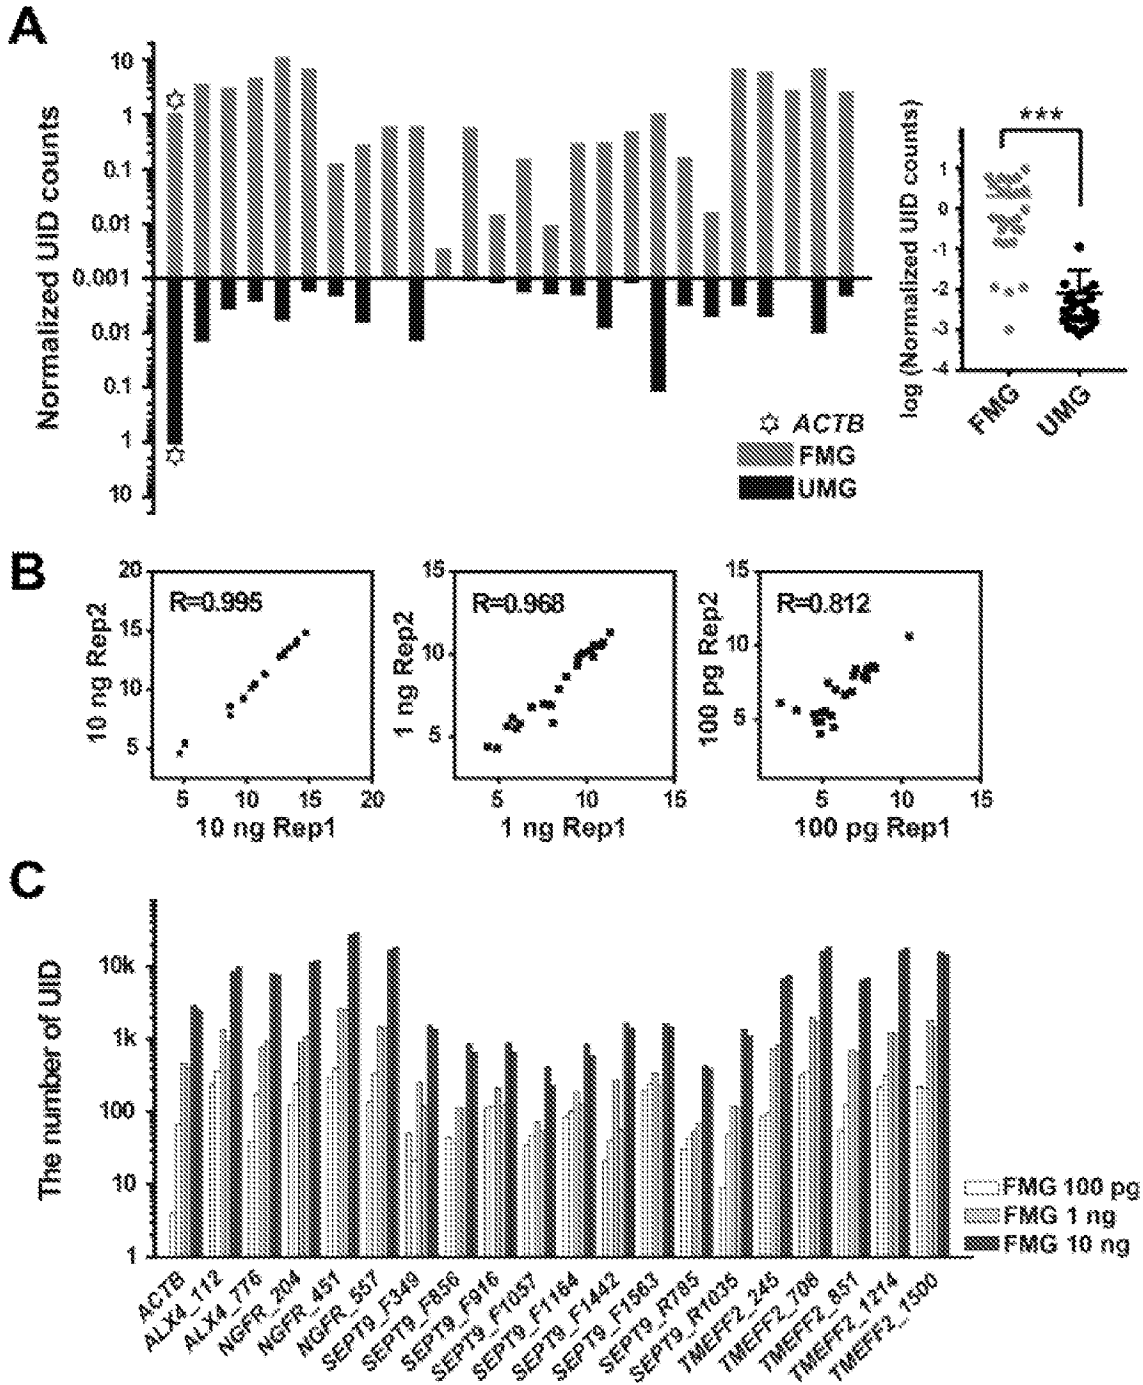 A
Normalized UID counts
10
1
0.1
0.01
0.001
0.01
0.1
1
10
ACTB
FMG
UMG
log (Normalized UID counts)
***
1
0
-1
-2
-3
-4
FMG
UMG
B
10 ng Rep2
20
15
10
5
R=0.995
5
10
15
20
10 ng Rep1
1 ng Rep2
15
10
5
R=0.968
5
10
15
1 ng Rep1
100 pg Rep2
15
10
5
R=0.812
5
10
15
100 pg Rep1
C
The number of UID
10k
1k
100
10
1
FMG 100 pg
FMG 1 ng
FMG 10 ng
ACTB
ALX4_112
ALX4_776
NGFR_204
NGFR_451
NGFR_557
SEPT9_F349
SEPT9_F856
SEPT9_F916
SEPT9_F1057
SEPT9_F1184
SEPT9_F1442
SEPT9_F1563
SEPT9_R785
SEPT9_R1035
TMEFF2_245
TMEFF2_708
TMEFF2_851
TMEFF2_1214
TMEFF2_1500